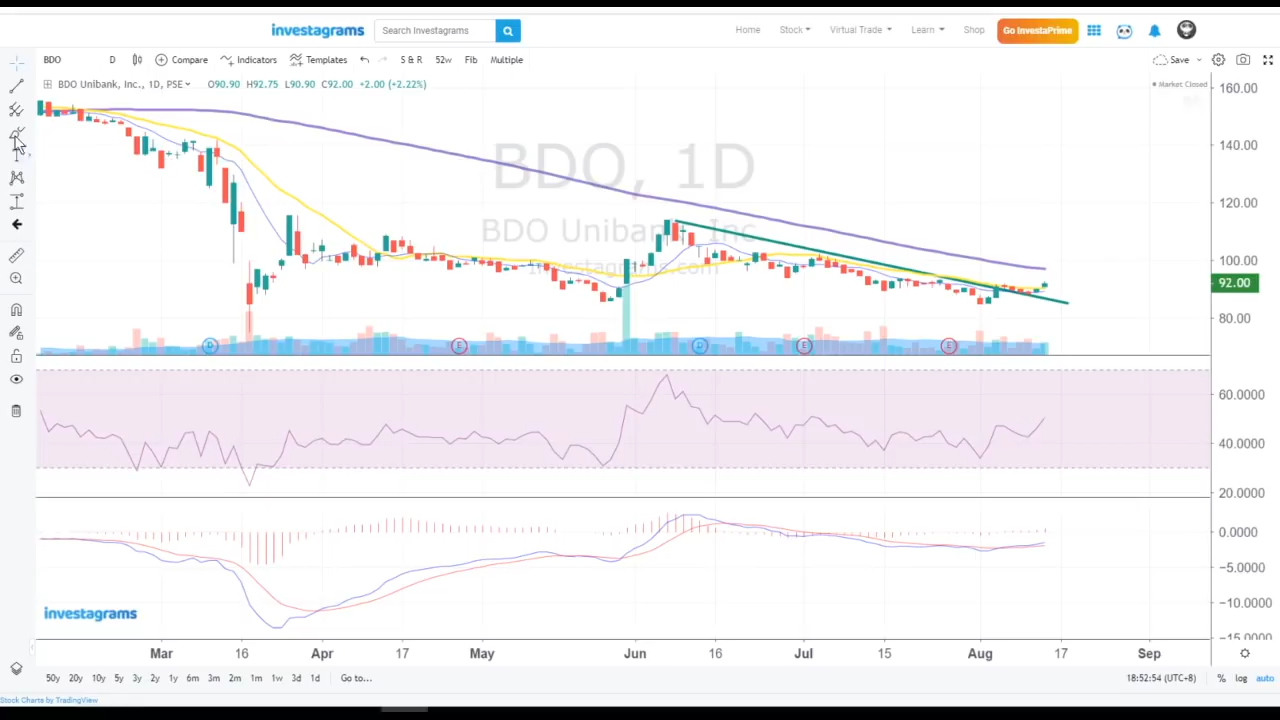 investagrams
Search Investagrams
Home Stock Virtual Trade Learn Shop Go InvestaPrime
BDO D Compare Indicators Templates S & R 52w Fib Multiple Save
BDO Unibank, Inc., 1D, PSE O90.90 H92.75 L90.90 C92.00 +2.00 (+2.22%)
Market Closed
160.00
140.00
120.00
100.00
92.00
80.00
BDO, 1D
BDO Unibank, Inc
investagrams.com
D E D E E
60.0000
40.0000
20.0000
0.0000
−5.0000
−10.0000
−15.0000
investagrams
Mar 16 Apr 17 May Jun 16 Jul 15 Aug 17 Sep
50y 20y 10y 5y 3y 2y 1y 6m 3m 2m 1m 1w 3d 1d Go to... 18:52:54 (UTC+8) % log auto
Stock Charts by TradingView